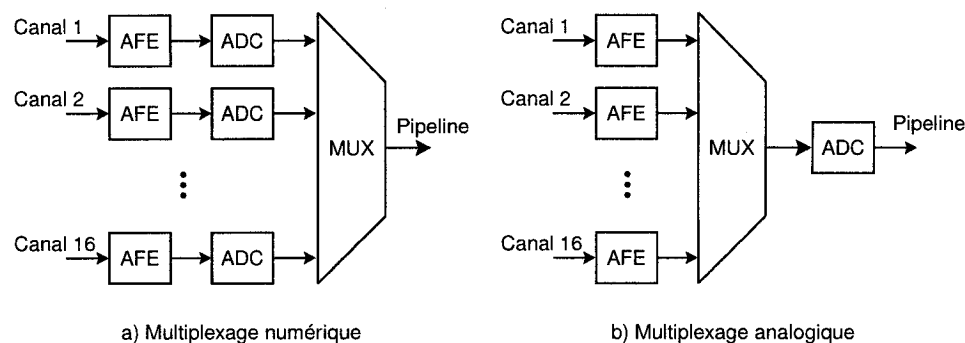 Canal 1
AFE
ADC
Canal 2
AFE
ADC
MUX
Pipeline
Canal 16
AFE
ADC
a) Multiplexage numérique
Canal 1
AFE
Canal 2
AFE
MUX
ADC
Pipeline
Canal 16
AFE
b) Multiplexage analogique